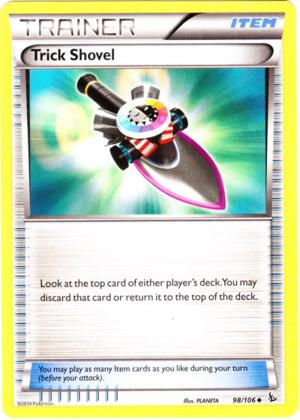 TRAINER
ITEM
Trick Shovel
Look at the top card of either player's deck.You may
discard that card or return it to the top of the deck.
You may play as many Item cards as you like during your turn
(before your attack).
©2014 Pokémon
Illus. PLANETA
98/106